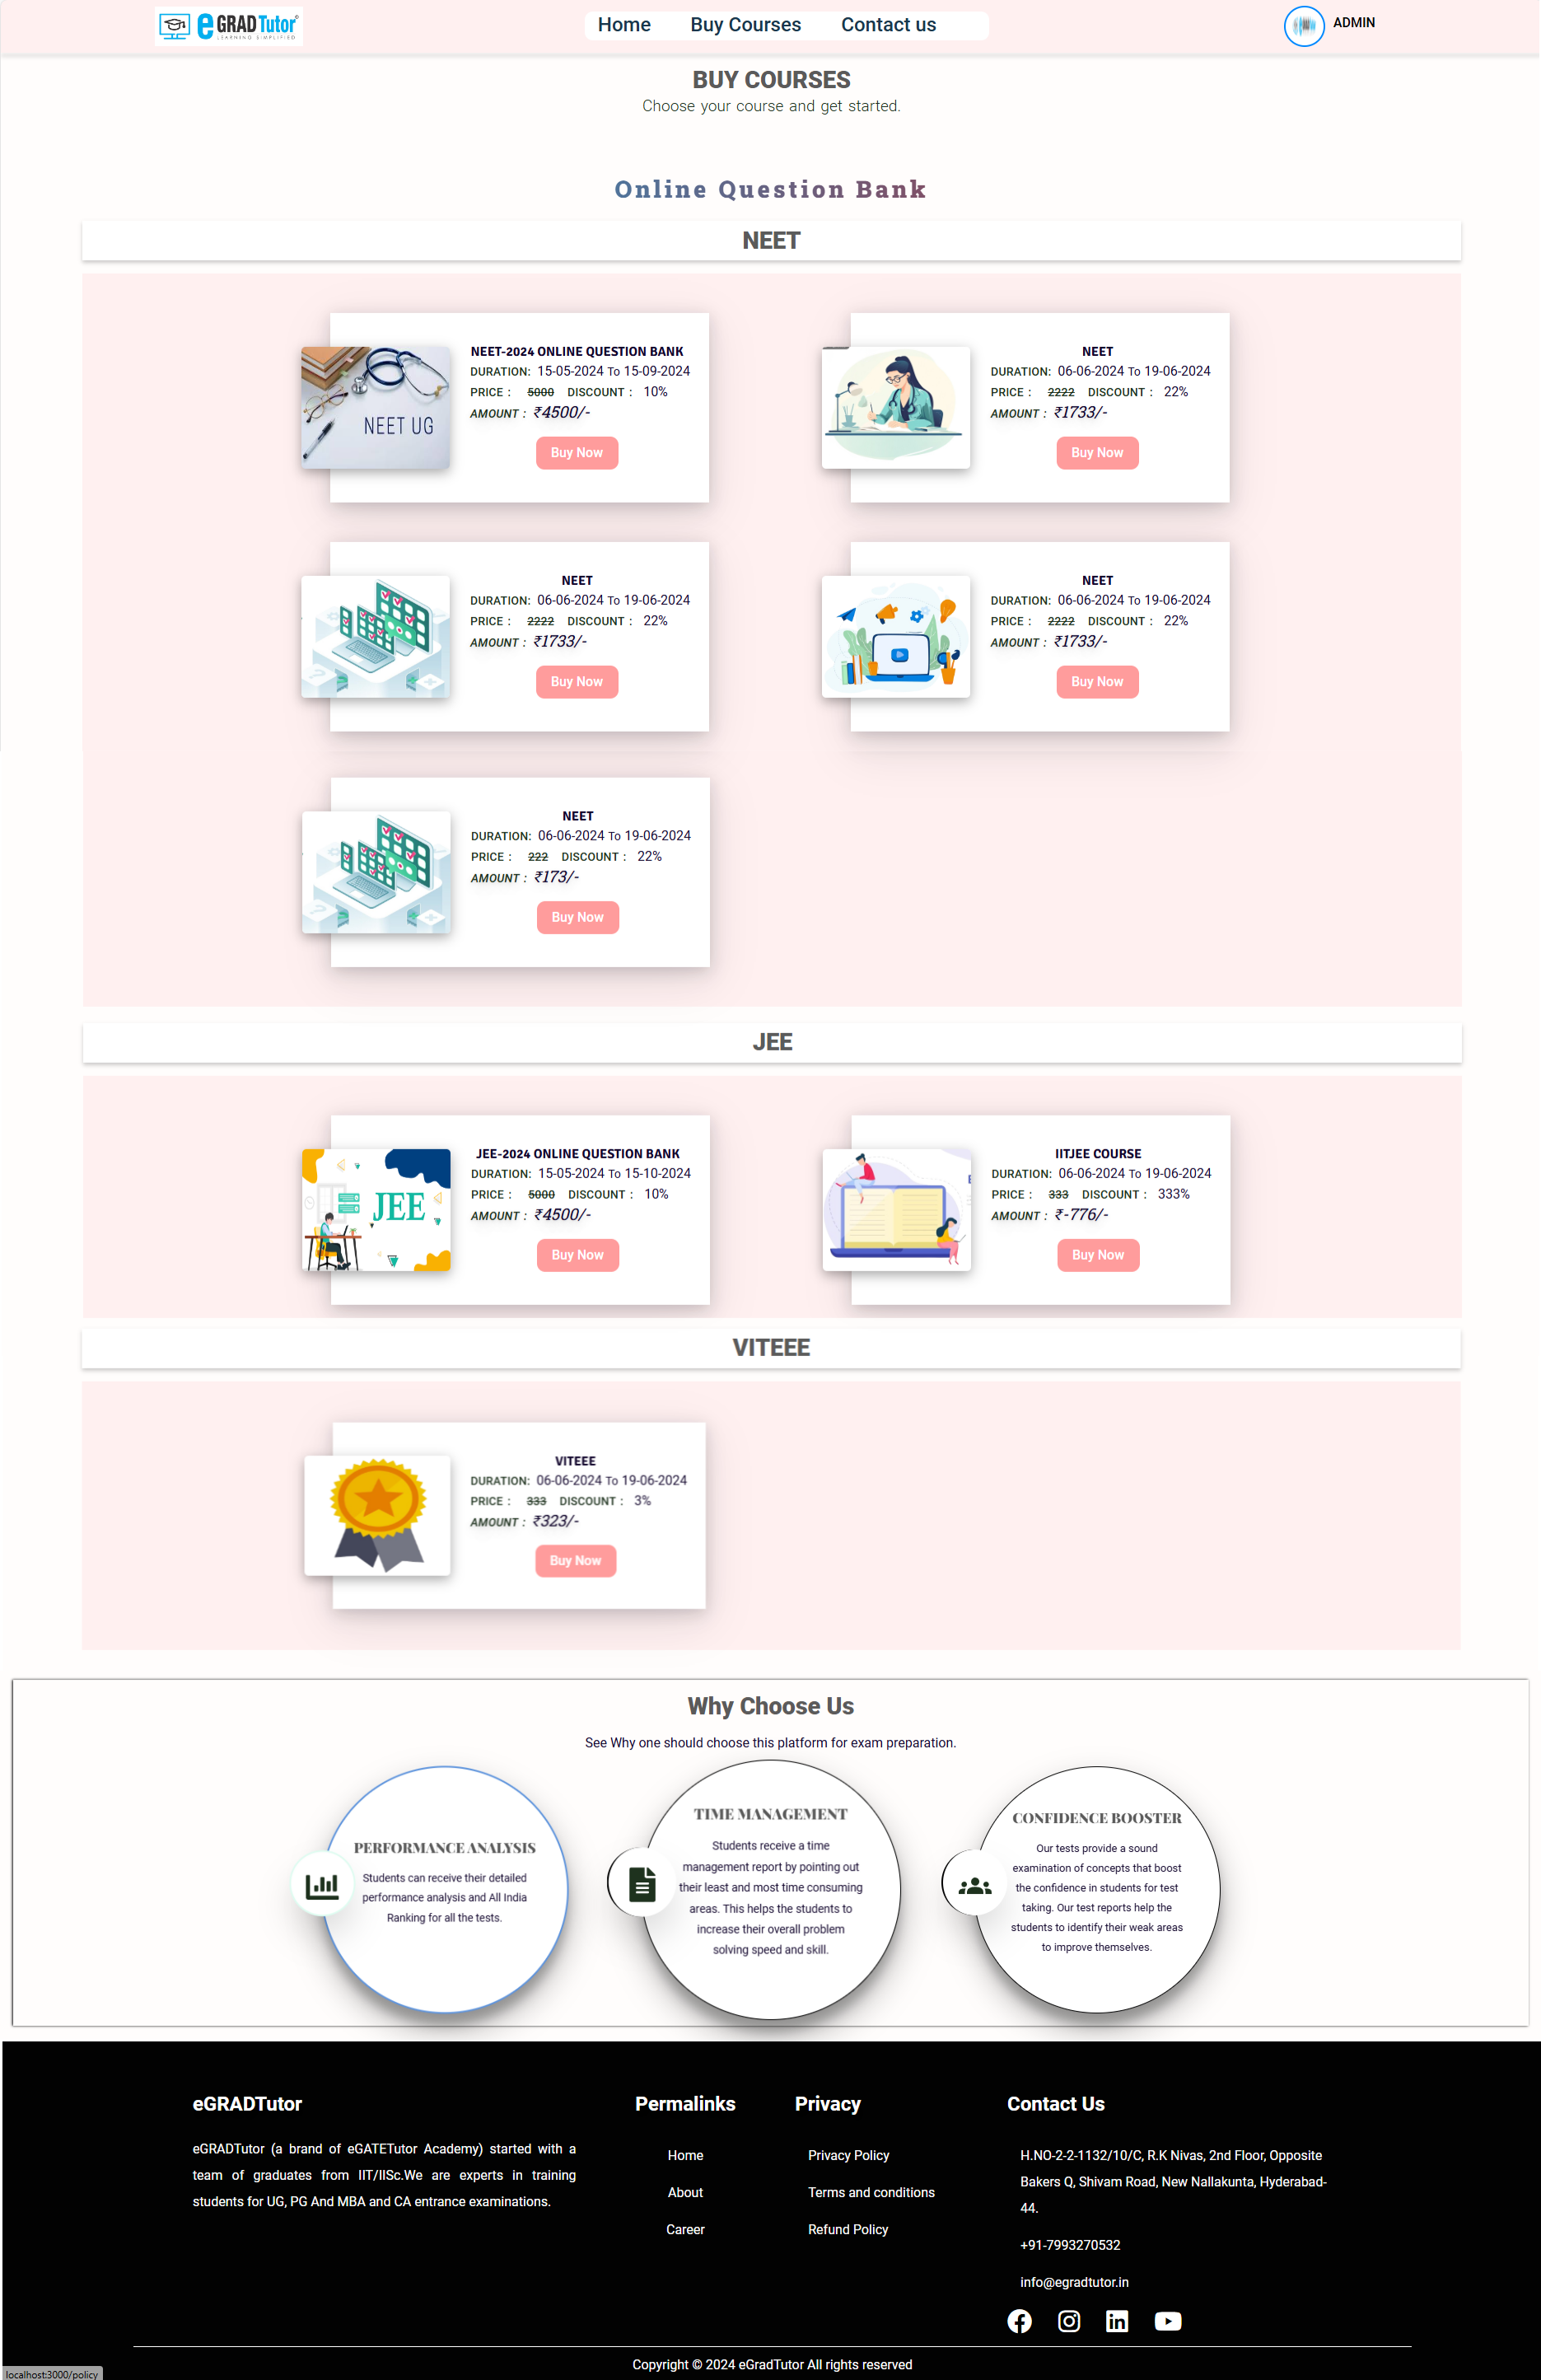 e GRAD Tutor®
LEARNING SIMPLIFIED
Home Buy Courses Contact us
ADMIN
BUY COURSES
Choose your course and get started.
Online Question Bank
NEET
NEET UG
NEET-2024 ONLINE QUESTION BANK
DURATION: 15-05-2024 To 15-09-2024
PRICE : 5000 DISCOUNT : 10%
AMOUNT : ₹4500/-
Buy Now
NEET
DURATION: 06-06-2024 To 19-06-2024
PRICE : 2222 DISCOUNT : 22%
AMOUNT : ₹1733/-
Buy Now
NEET
DURATION: 06-06-2024 To 19-06-2024
PRICE : 2222 DISCOUNT : 22%
AMOUNT : ₹1733/-
Buy Now
NEET
DURATION: 06-06-2024 To 19-06-2024
PRICE : 2222 DISCOUNT : 22%
AMOUNT : ₹1733/-
Buy Now
NEET
DURATION: 06-06-2024 To 19-06-2024
PRICE : 222 DISCOUNT : 22%
AMOUNT : ₹173/-
Buy Now
JEE
JEE
JEE-2024 ONLINE QUESTION BANK
DURATION: 15-05-2024 To 15-10-2024
PRICE : 5000 DISCOUNT : 10%
AMOUNT : ₹4500/-
Buy Now
IITJEE COURSE
DURATION: 06-06-2024 To 19-06-2024
PRICE : 333 DISCOUNT : 333%
AMOUNT : ₹-776/-
Buy Now
VITEEE
VITEEE
DURATION: 06-06-2024 To 19-06-2024
PRICE : 333 DISCOUNT : 3%
AMOUNT : ₹323/-
Buy Now
Why Choose Us
See Why one should choose this platform for exam preparation.
PERFORMANCE ANALYSIS
Students can receive their detailed
performance analysis and All India
Ranking for all the tests.
TIME MANAGEMENT
Students receive a time
management report by pointing out
their least and most time consuming
areas. This helps the students to
increase their overall problem
solving speed and skill.
CONFIDENCE BOOSTER
Our tests provide a sound
examination of concepts that boost
the confidence in students for test
taking. Our test reports help the
students to identify their weak areas
to improve themselves.
eGRADTutor
eGRADTutor (a brand of eGATETutor Academy) started with a
team of graduates from IIT/IISc.We are experts in training
students for UG, PG And MBA and CA entrance examinations.
Permalinks
Home
About
Career
Privacy
Privacy Policy
Terms and conditions
Refund Policy
Contact Us
H.NO-2-2-1132/10/C, R.K Nivas, 2nd Floor, Opposite
Bakers Q, Shivam Road, New Nallakunta, Hyderabad-
44.
+91-7993270532
info@egradtutor.in
Copyright © 2024 eGradTutor All rights reserved
localhost:3000/policy